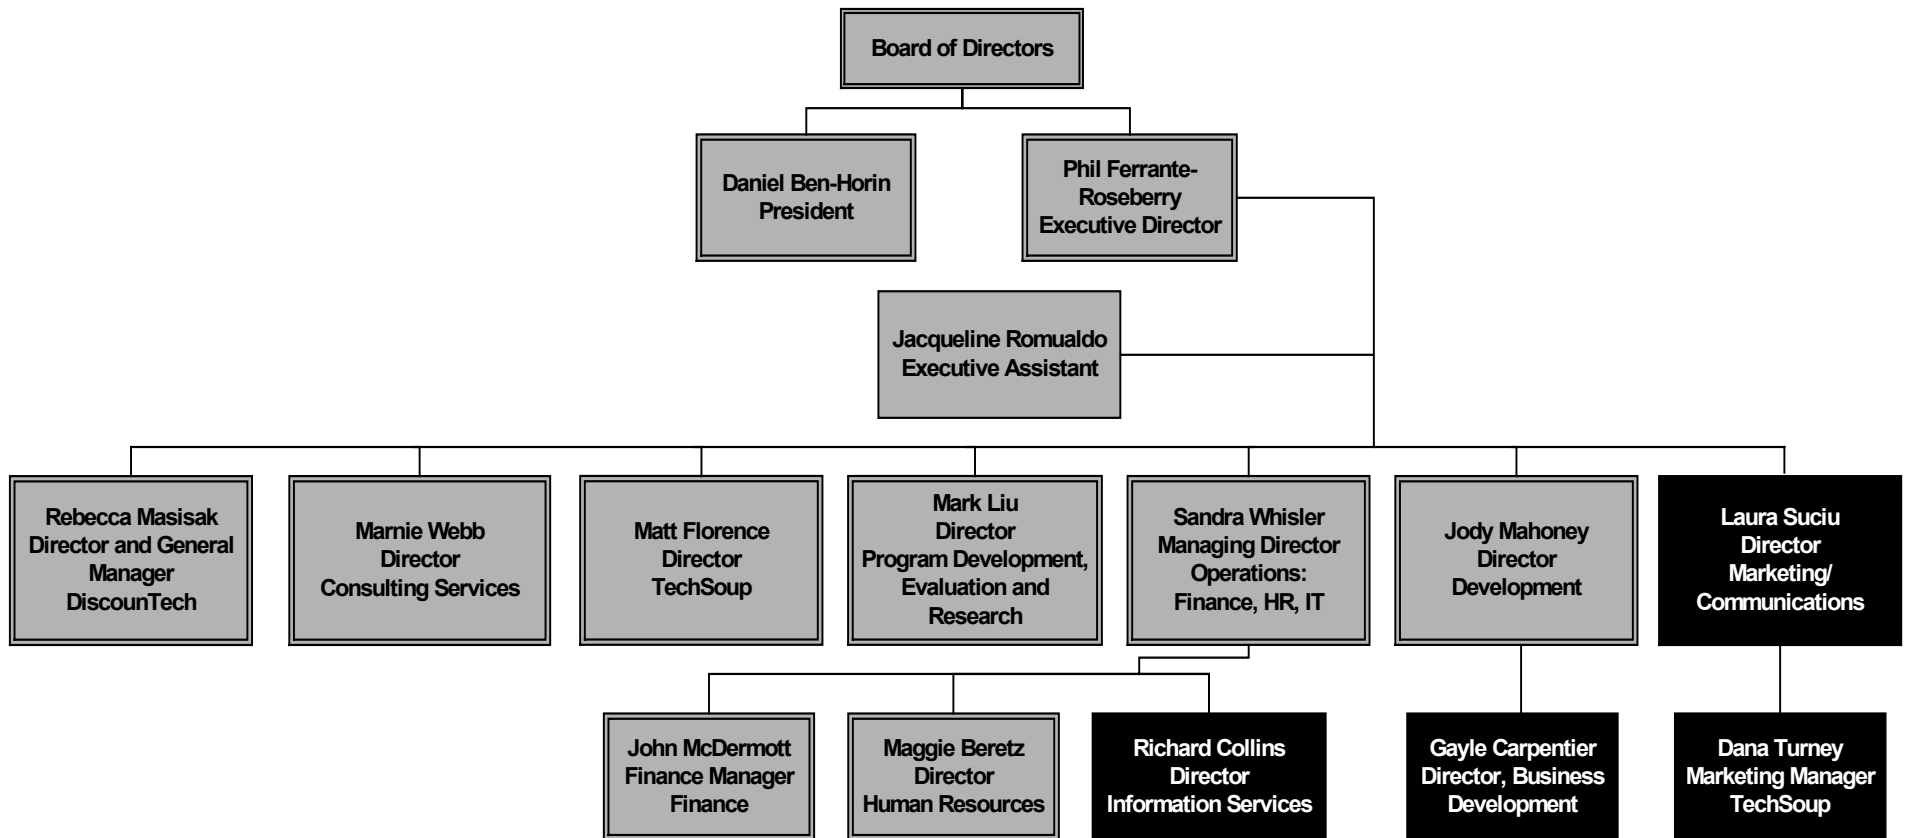 Board of Directors
Daniel Ben-Horin
President
Phil Ferrante-
Roseberry
Executive Director
Jacqueline Romualdo
Executive Assistant
Rebecca Masisak
Director and General
Manager
DiscounTech
Marnie Webb
Director
Consulting Services
Matt Florence
Director
TechSoup
Mark Liu
Director
Program Development,
Evaluation and
Research
Sandra Whisler
Managing Director
Operations:
Finance, HR, IT
Jody Mahoney
Director
Development
Laura Suciu
Director
Marketing/
Communications
John McDermott
Finance Manager
Finance
Maggie Beretz
Director
Human Resources
Richard Collins
Director
Information Services
Gayle Carpentier
Director, Business
Development
Dana Turney
Marketing Manager
TechSoup